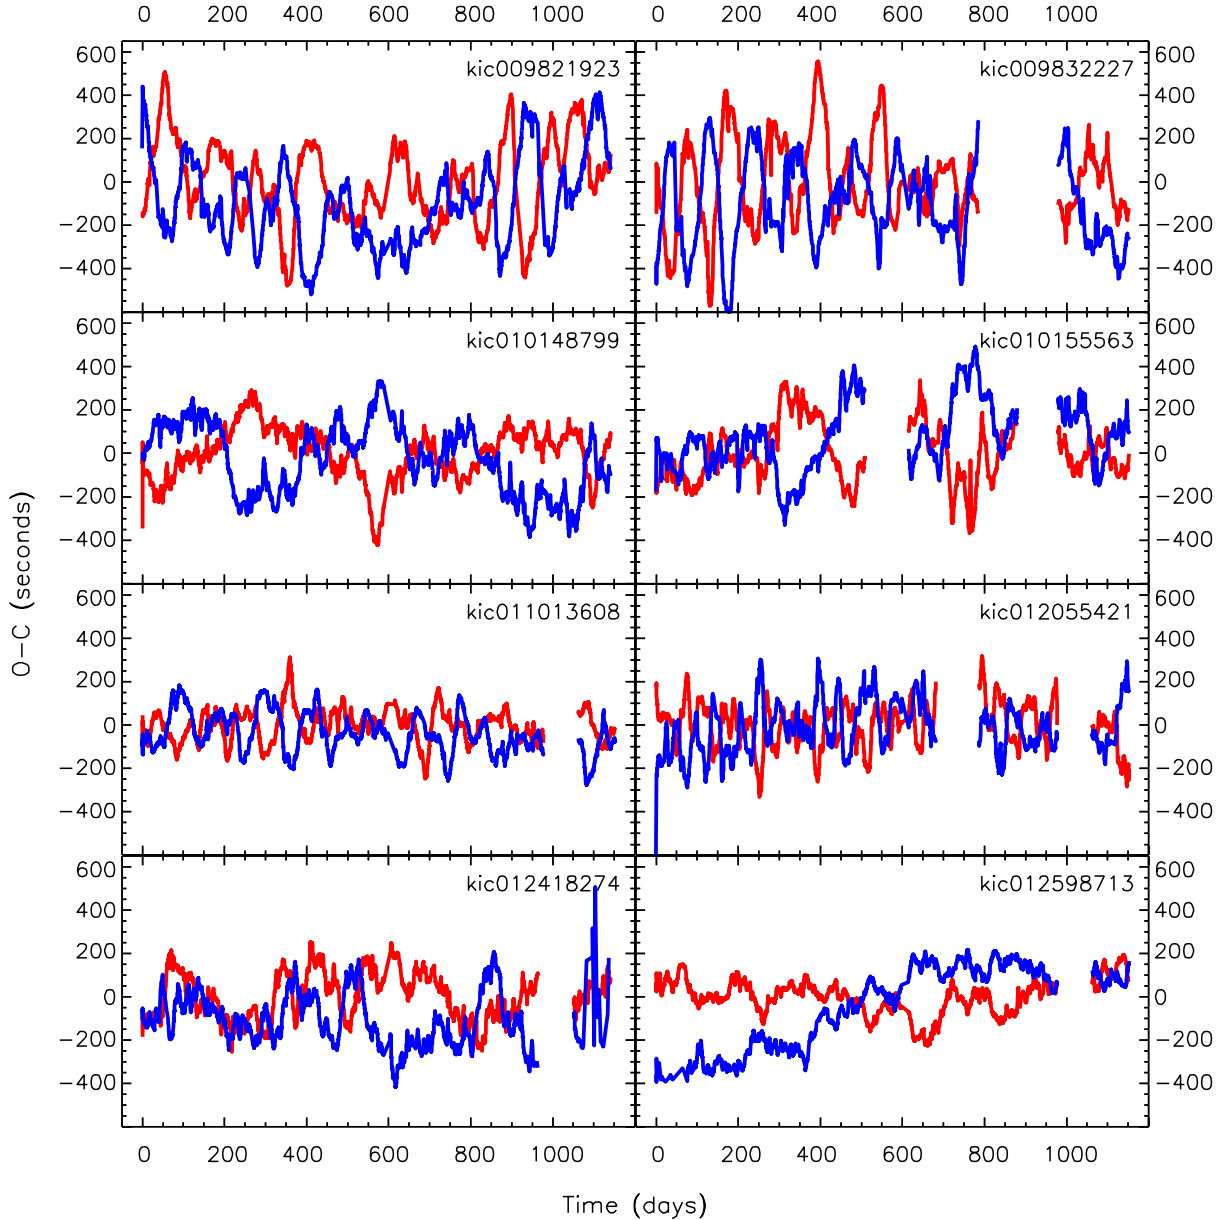 0 200 400 600 800 1000 0 200 400 600 800 1000
600 kic009821923 kic009832227 600
400 400
200 200
0 0
−200 −200
−400 −400
600 kic010148799 kic010155563 600
400 400
200 200
0 0
−200 −200
−400 −400
600 kic011013608 kic012055421 600
400 400
200 200
0 0
−200 −200
−400 −400
600 kic012418274 kic012598713 600
400 400
200 200
0 0
−200 −200
−400 −400
0 200 400 600 800 1000 0 200 400 600 800 1000
O−C (seconds)
Time (days)